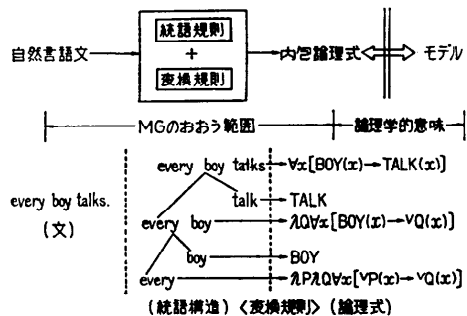 統語規則
+
変換規則
自然言語文 内包論理式 モデル
MGのおおう範囲 論理学的意味
every boy talks → ∀x[BOY(x) → TALK(x)]
talk → TALK
every boy talks.
(文)
every boy → λQ∀x[BOY(x) → ˅Q(x)]
boy → BOY
every → λPλQ∀x[˅P(x) → ˅Q(x)]
(統語構造) <変換規則> (論理式)